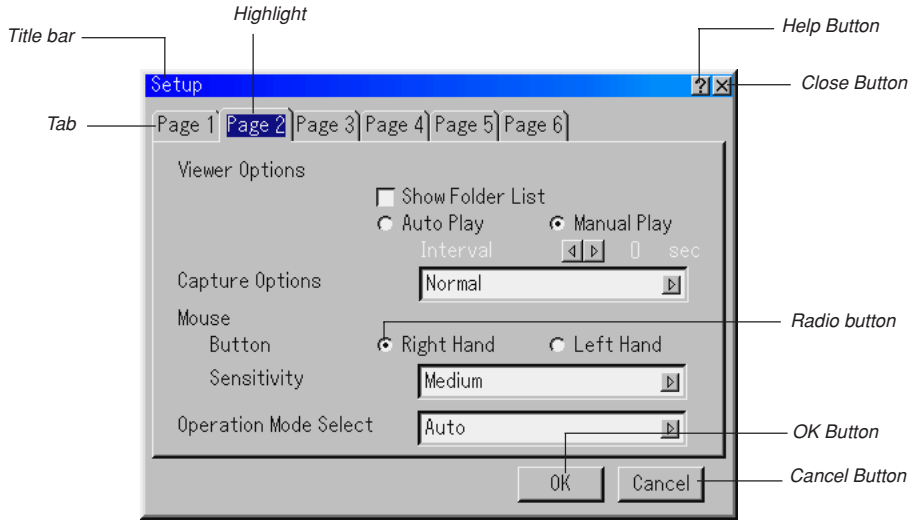 Highlight
Title bar
Help Button
Setup
?
Close Button
Tab
Page 1 Page 2 Page 3 Page 4 Page 5 Page 6
Viewer Options
Show Folder List
Auto Play Manual Play
Interval 0 sec
Capture Options Normal
Mouse
Button Right Hand Left Hand
Radio button
Sensitivity Medium
Operation Mode Select Auto
OK Button
OK Cancel
Cancel Button